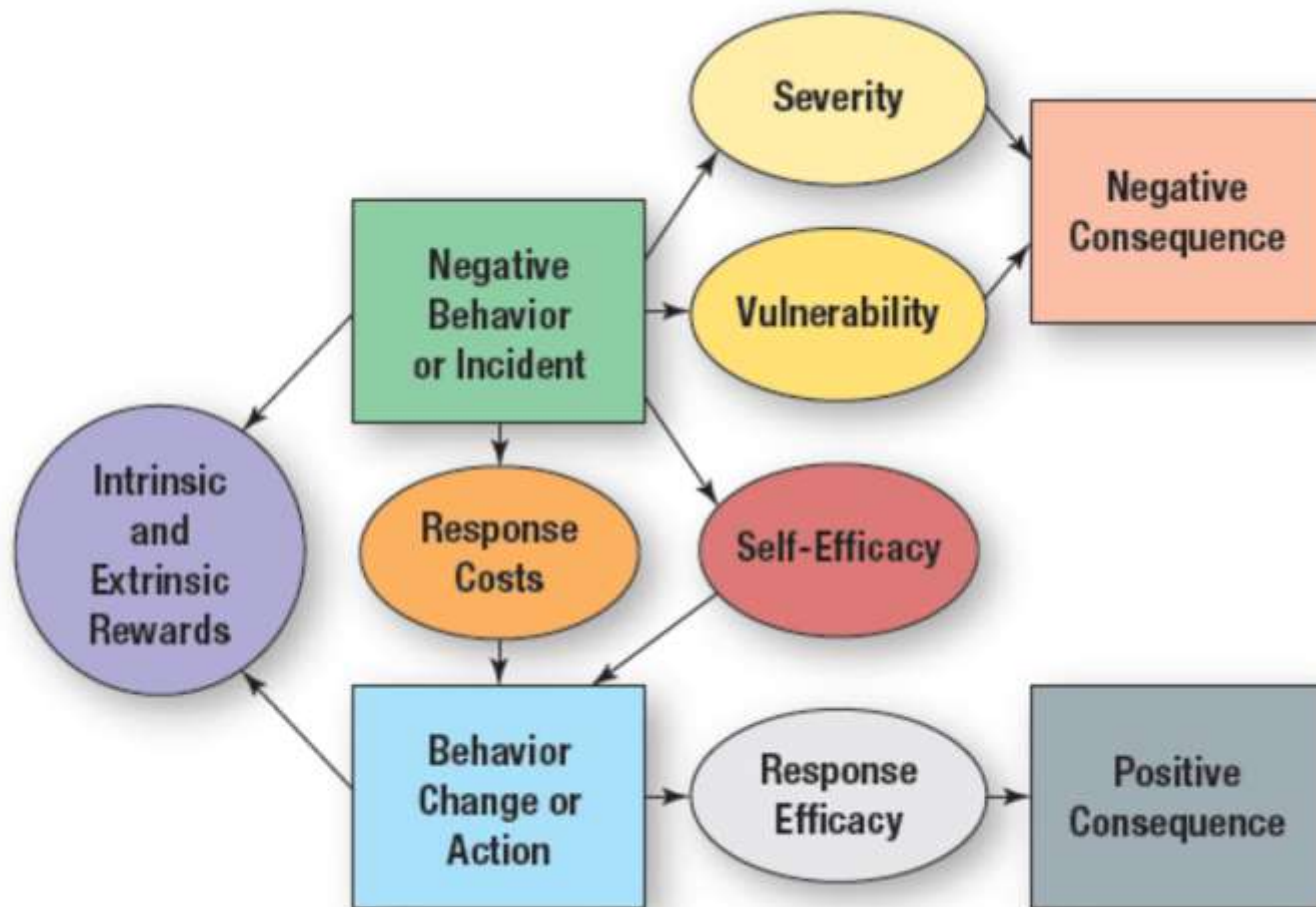 Severity
Negative
Consequence
Negative
Behavior
or Incident
Vulnerability
Intrinsic
and
Extrinsic
Rewards
Response
Costs
Self-Efficacy
Behavior
Change or
Action
Response
Efficacy
Positive
Consequence